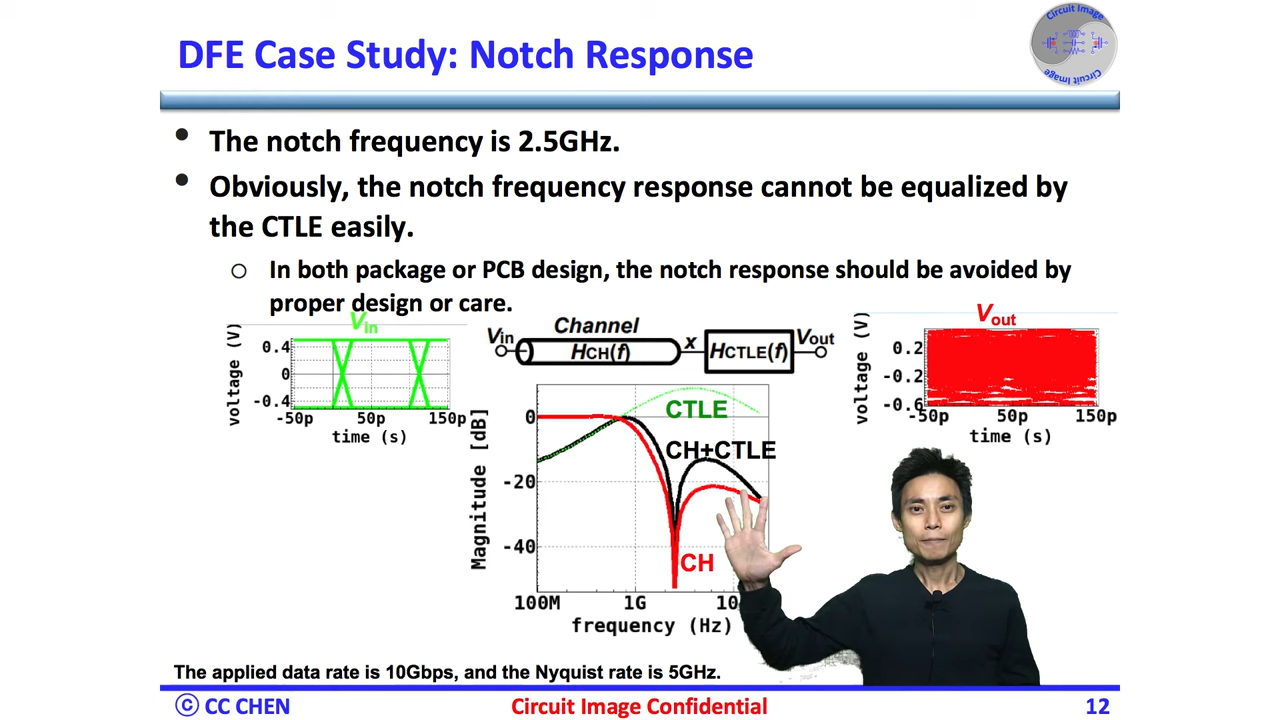 Circuit Image
Circuit Image
DFE Case Study: Notch Response
• The notch frequency is 2.5GHz.
• Obviously, the notch frequency response cannot be equalized by
the CTLE easily.
○ In both package or PCB design, the notch response should be avoided by
proper design or care.
Vin
voltage (V)
0.4
0
-0.4
-50p 50p 150p
time (s)
Vin Channel HCH(f) x HCTLE(f) Vout
Vout
voltage (V)
0.2
-0.2
-0.6
-50p 50p 150p
time (s)
Magnitude [dB]
0
-20
-40
CTLE
CH+CTLE
CH
100M 1G
frequency (Hz)
The applied data rate is 10Gbps, and the Nyquist rate is 5GHz.
© CC CHEN Circuit Image Confidential 12